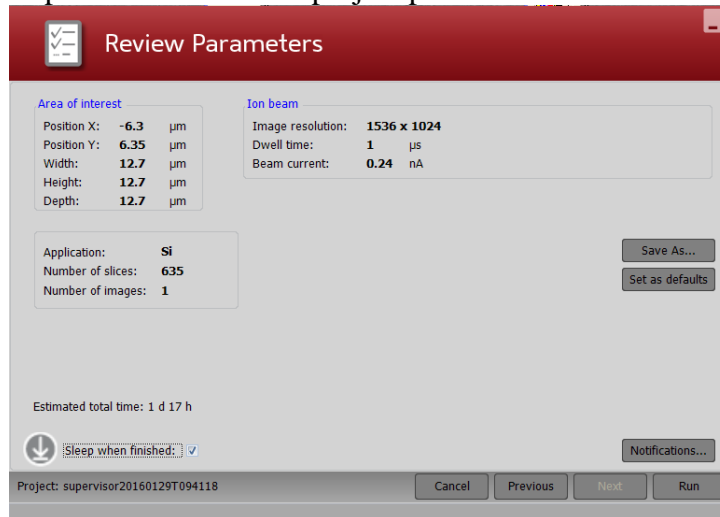 Review Parameters
Area of interest
Position X: -6.3 µm
Position Y: 6.35 µm
Width: 12.7 µm
Height: 12.7 µm
Depth: 12.7 µm
Ion beam
Image resolution: 1536 x 1024
Dwell time: 1 µs
Beam current: 0.24 nA
Application: Si
Number of slices: 635
Number of images: 1
Save As...
Set as defaults
Estimated total time: 1 d 17 h
Sleep when finished:
Notifications...
Project: supervisor20160129T094118
Cancel
Previous
Next
Run